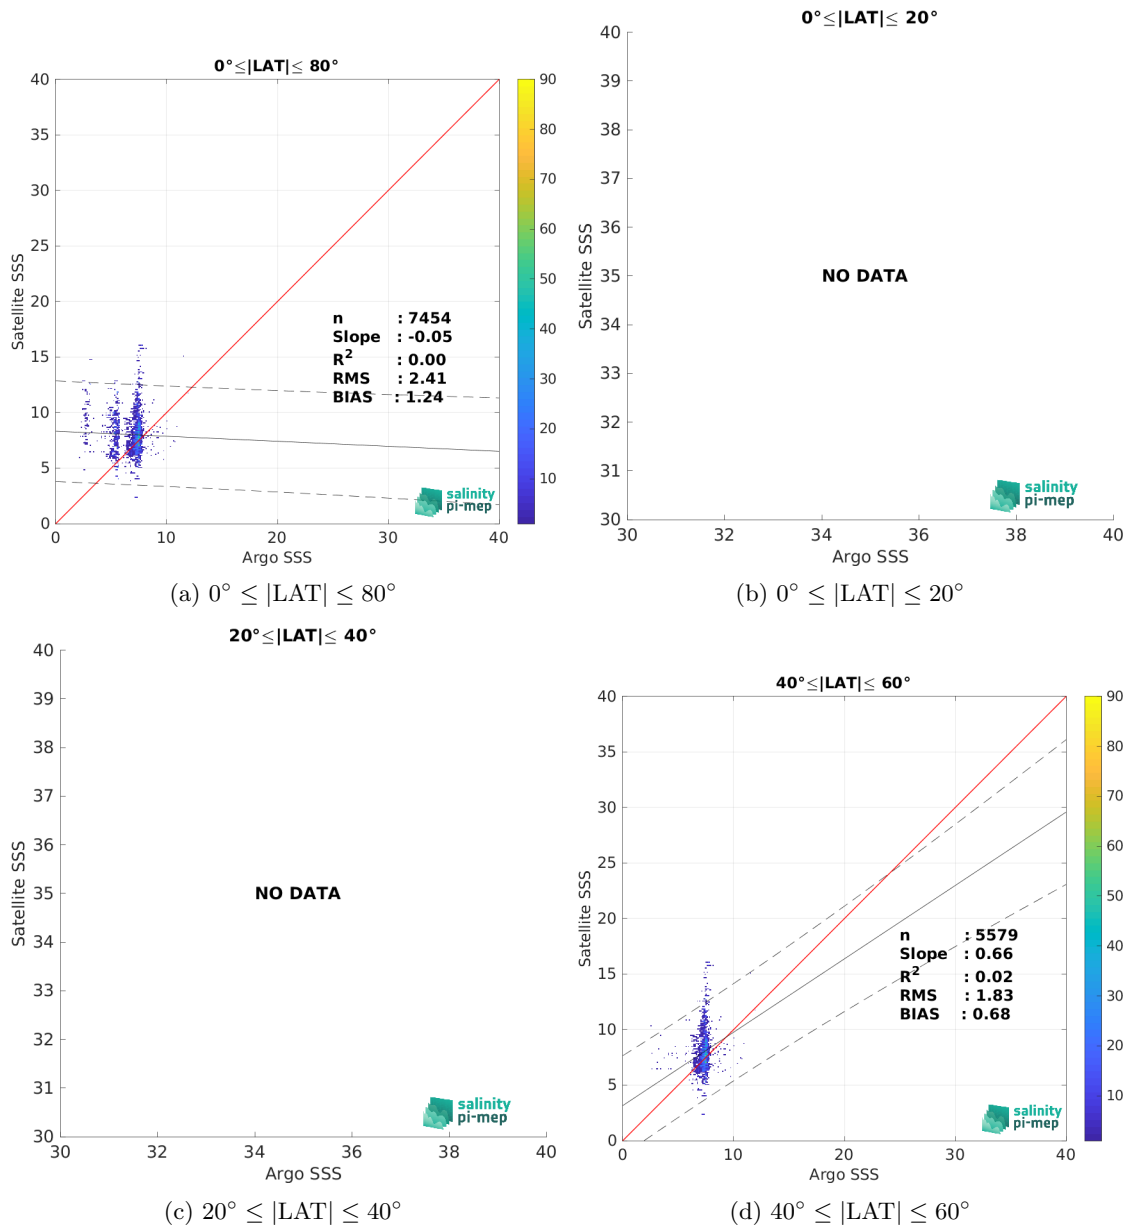 0°≤|LAT|≤ 80°
40
35
30
25
20
15
10
5
0
0
10
20
30
40
Satellite SSS
Argo SSS
n : 7454
Slope : -0.05
R² : 0.00
RMS : 2.41
BIAS : 1.24
salinity
pi-mep
90
80
70
60
50
40
30
20
10
(a) 0° ≤ |LAT| ≤ 80°
0°≤|LAT|≤ 20°
40
39
38
37
36
35
34
33
32
31
30
30
32
34
36
38
40
Satellite SSS
Argo SSS
NO DATA
salinity
pi-mep
(b) 0° ≤ |LAT| ≤ 20°
20°≤|LAT|≤ 40°
40
39
38
37
36
35
34
33
32
31
30
30
32
34
36
38
40
Satellite SSS
Argo SSS
NO DATA
salinity
pi-mep
(c) 20° ≤ |LAT| ≤ 40°
40°≤|LAT|≤ 60°
40
35
30
25
20
15
10
5
0
0
10
20
30
40
Satellite SSS
Argo SSS
n : 5579
Slope : 0.66
R² : 0.02
RMS : 1.83
BIAS : 0.68
salinity
pi-mep
90
80
70
60
50
40
30
20
10
(d) 40° ≤ |LAT| ≤ 60°